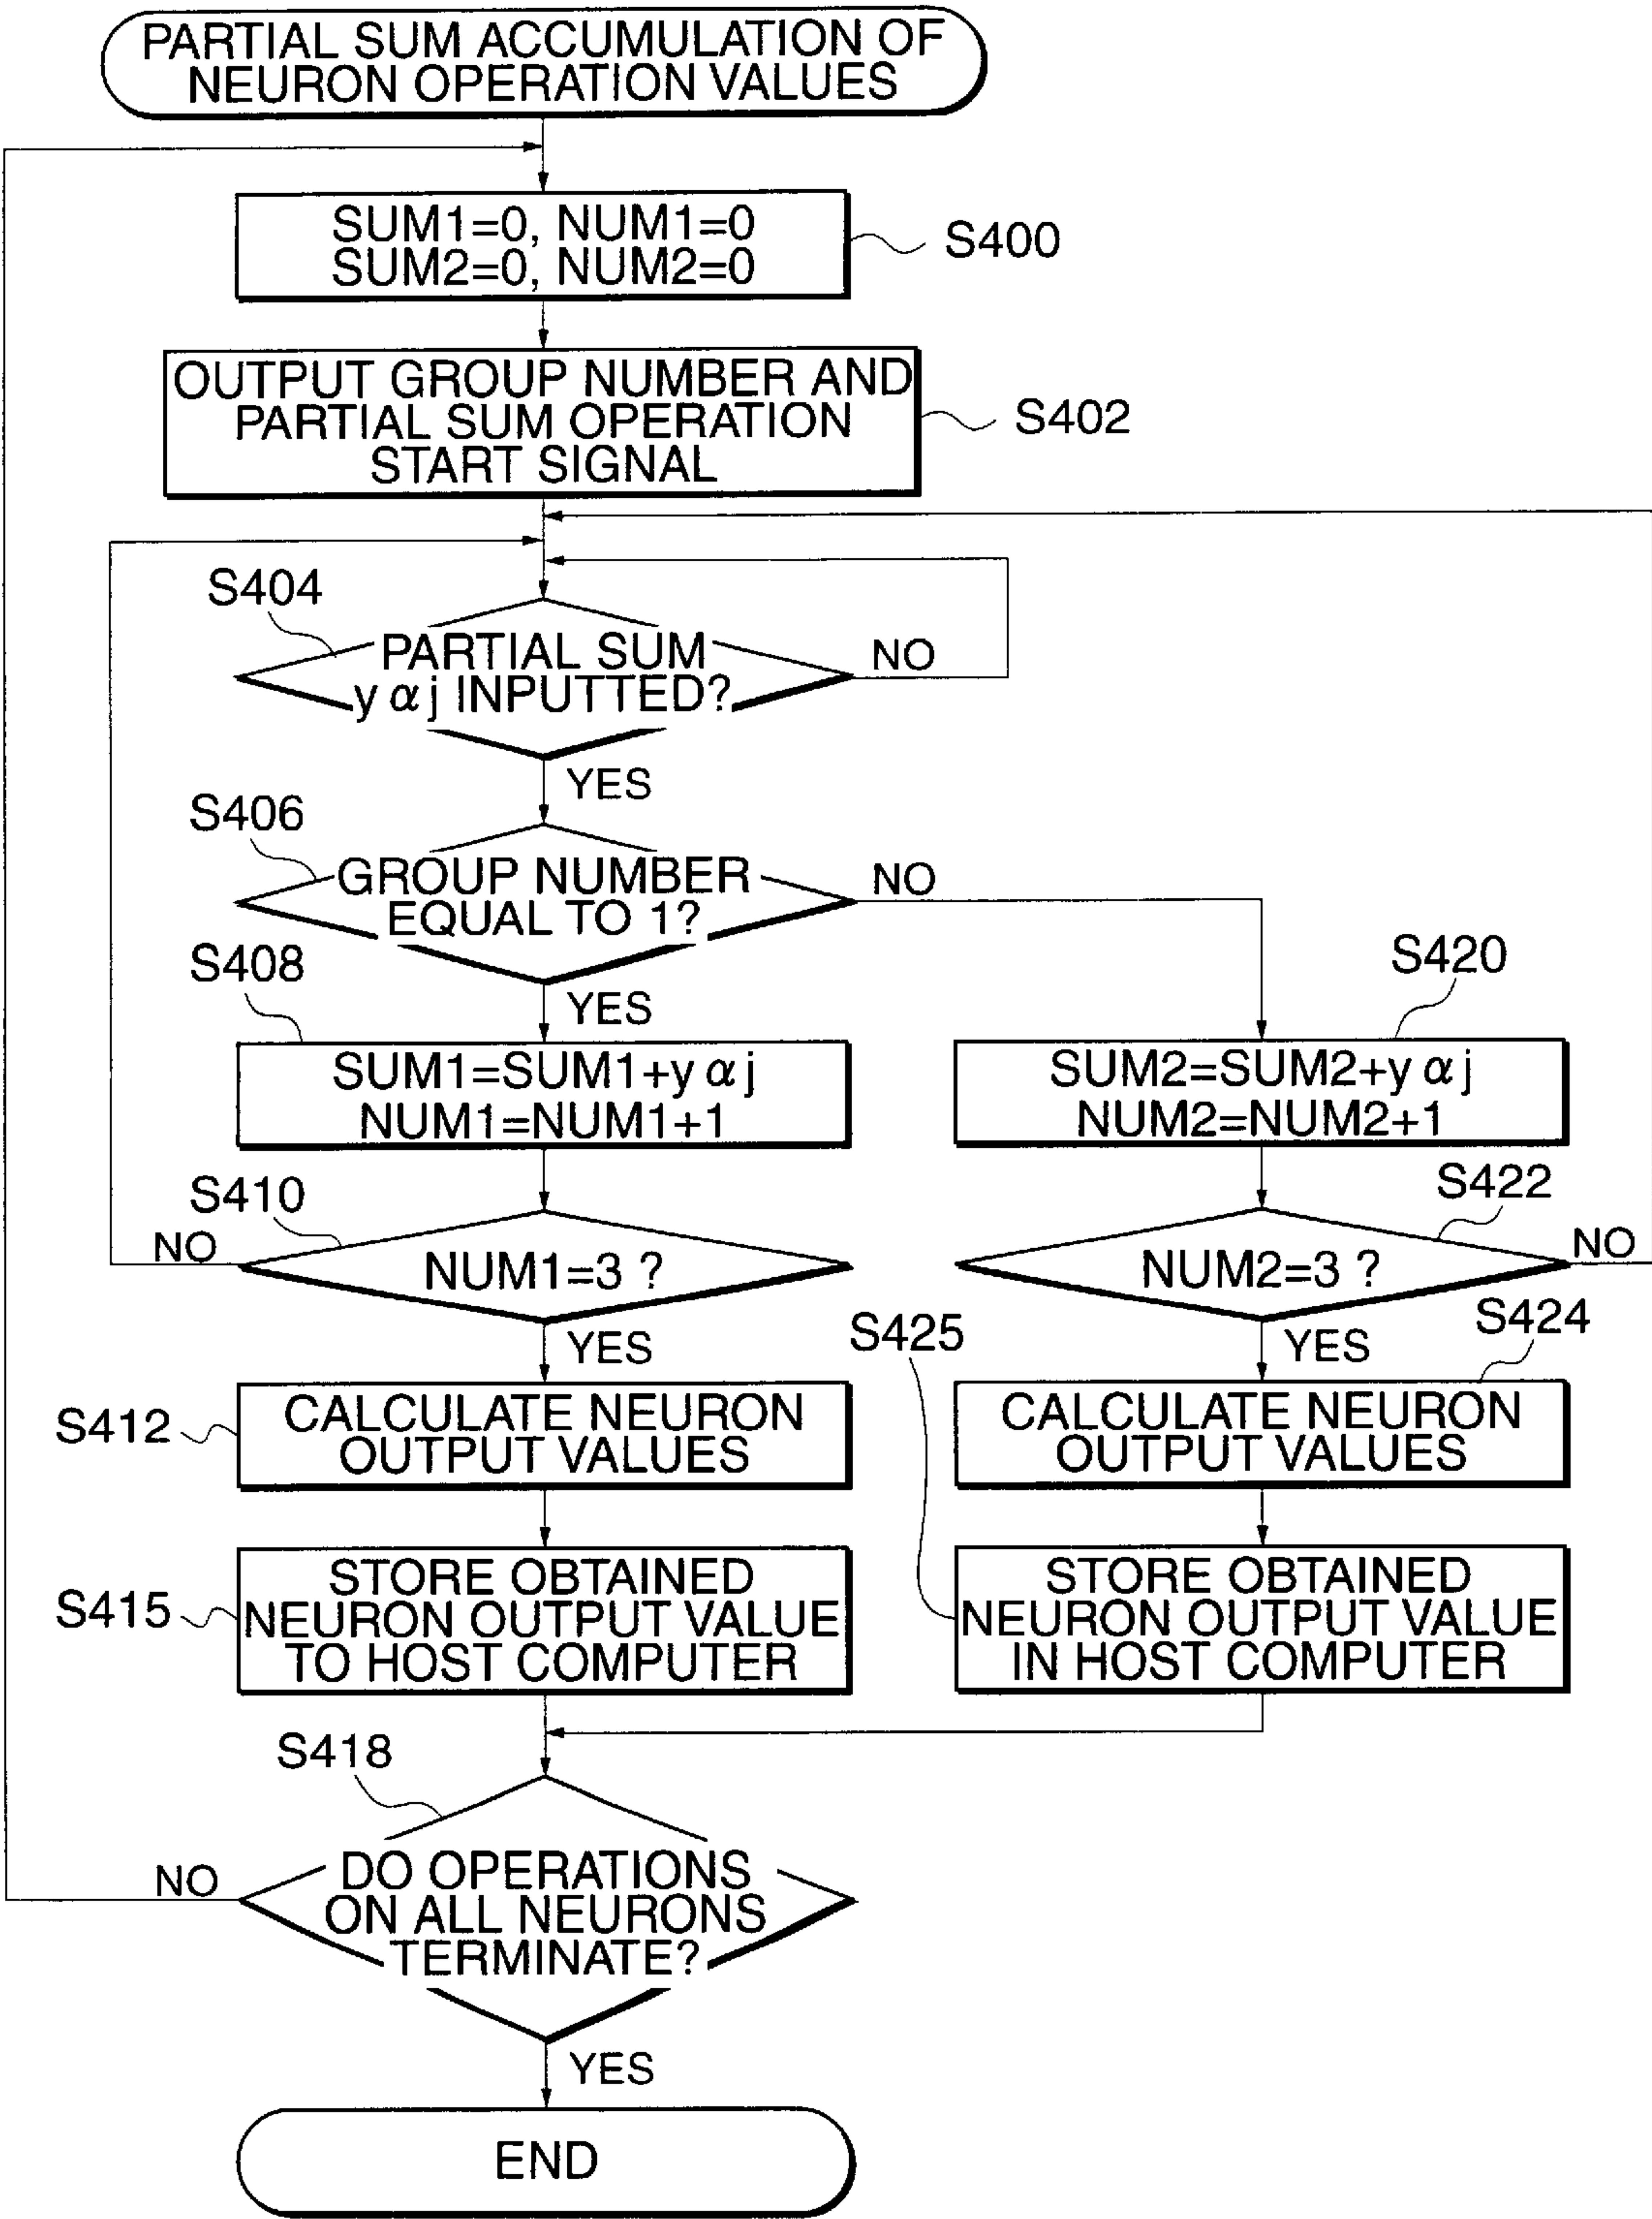 PARTIAL SUM ACCUMULATION OF
NEURON OPERATION VALUES
SUM1=0, NUM1=0
SUM2=0, NUM2=0
S400
OUTPUT GROUP NUMBER AND
PARTIAL SUM OPERATION
START SIGNAL
S402
S404
PARTIAL SUM
y α j INPUTTED?
NO
YES
S406
GROUP NUMBER
EQUAL TO 1?
NO
YES
S408
SUM1=SUM1+y α j
NUM1=NUM1+1
S420
SUM2=SUM2+y α j
NUM2=NUM2+1
S410
NO
NUM1=3 ?
YES
S422
NUM2=3 ?
NO
YES
S412
CALCULATE NEURON
OUTPUT VALUES
S425
S424
CALCULATE NEURON
OUTPUT VALUES
S415
STORE OBTAINED
NEURON OUTPUT VALUE
TO HOST COMPUTER
STORE OBTAINED
NEURON OUTPUT VALUE
IN HOST COMPUTER
S418
NO
DO OPERATIONS
ON ALL NEURONS
TERMINATE?
YES
END